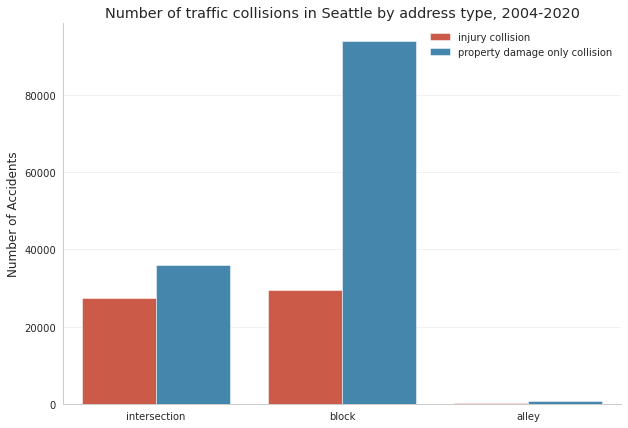 Number of traffic collisions in Seattle by address type, 2004-2020
injury collision
property damage only collision
Number of Accidents
80000
60000
40000
20000
0
intersection
block
alley